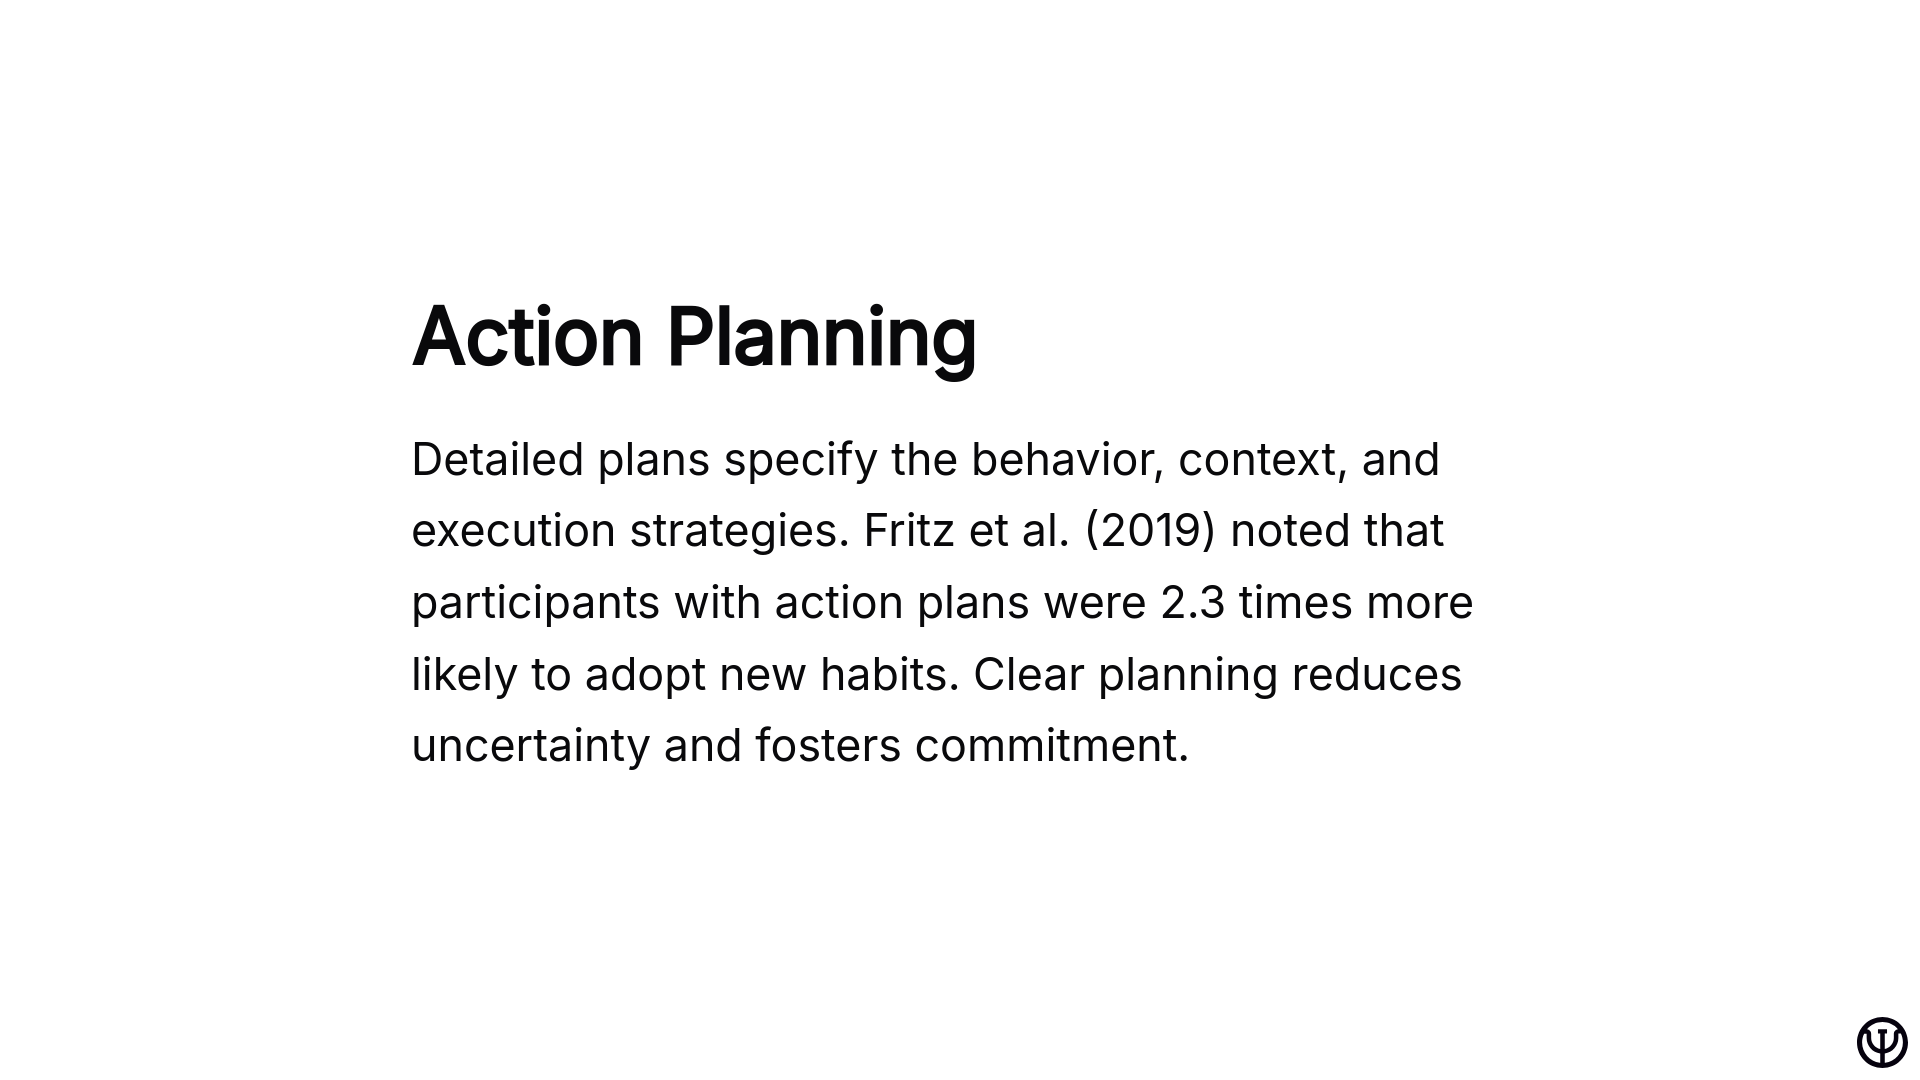 Action Planning
Detailed plans specify the behavior, context, and
execution strategies. Fritz et al. (2019) noted that
participants with action plans were 2.3 times more
likely to adopt new habits. Clear planning reduces
uncertainty and fosters commitment.